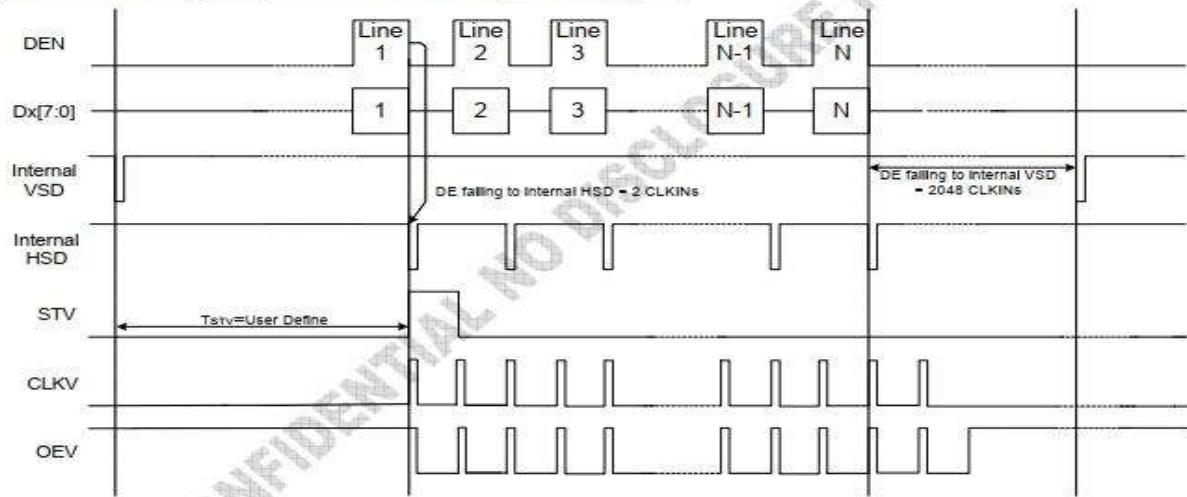 DEN
Line 1
Line 2
Line 3
Line N-1
Line N
Dx[7:0]
1
2
3
N-1
N
Internal VSD
DE falling to Internal HSD = 2 CLKINs
DE falling to Internal VSD = 2048 CLKINs
Internal HSD
STV
TSTV=User Define
CLKV
OEV
CONFIDENTIAL NO DISCLOSURE